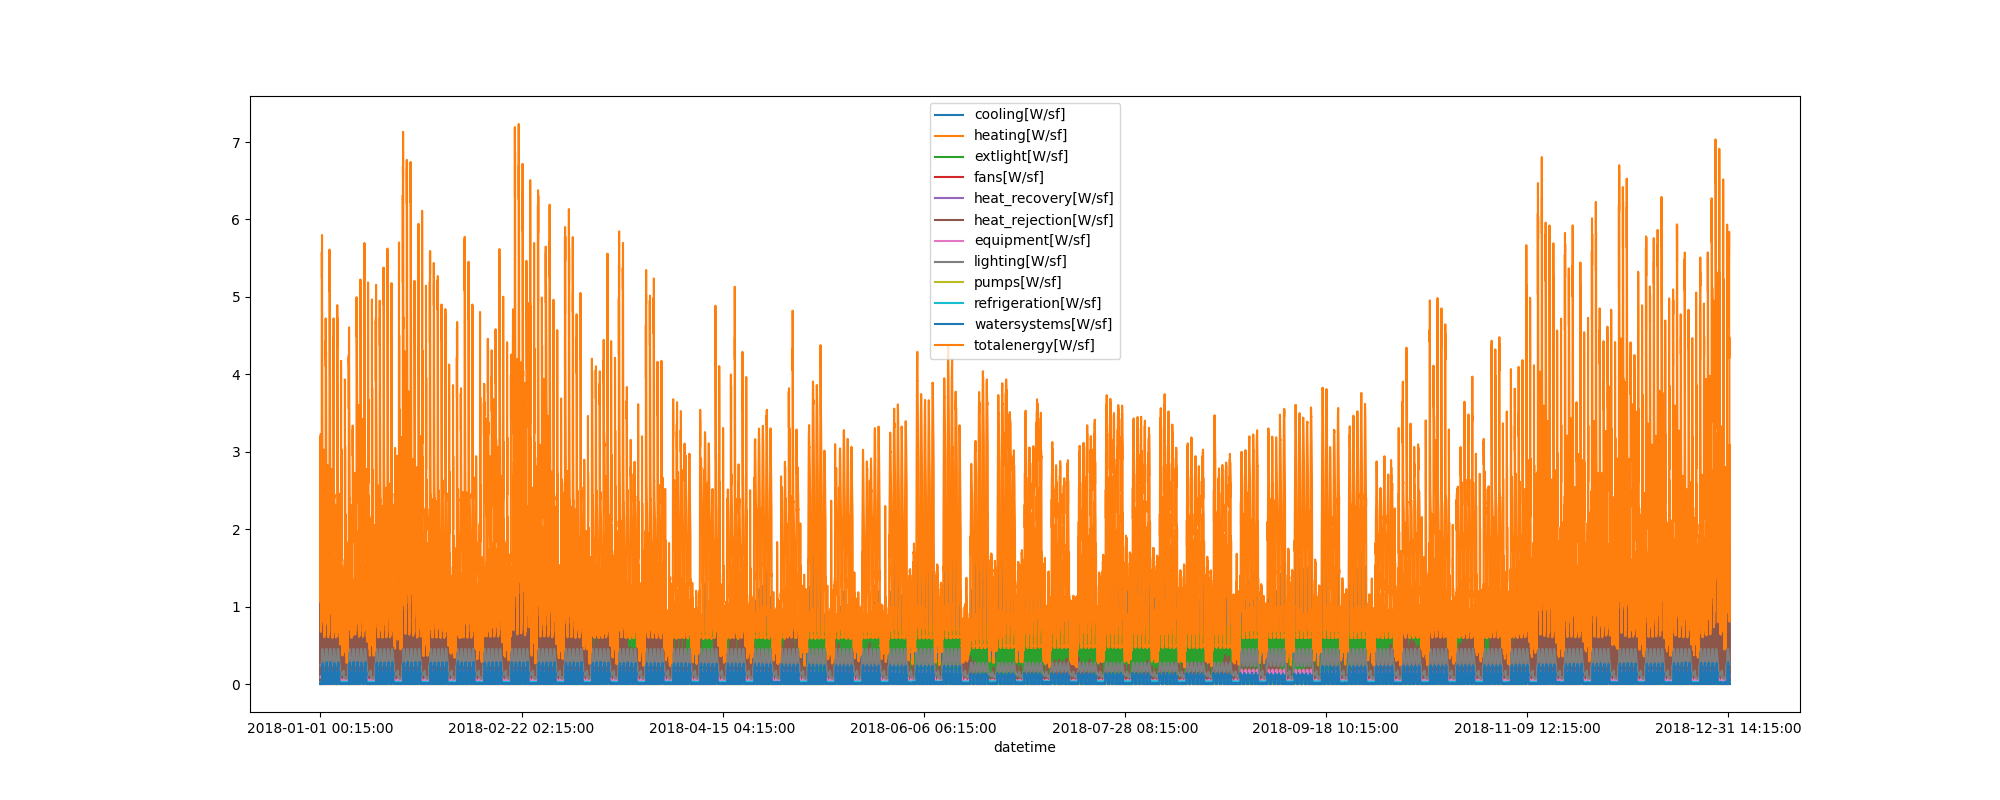 cooling[W/sf]
heating[W/sf]
extlight[W/sf]
fans[W/sf]
heat_recovery[W/sf]
heat_rejection[W/sf]
equipment[W/sf]
lighting[W/sf]
pumps[W/sf]
refrigeration[W/sf]
watersystems[W/sf]
totalenergy[W/sf]
7
6
5
4
3
2
1
0
2018-01-01 00:15:00 2018-02-22 02:15:00 2018-04-15 04:15:00 2018-06-06 06:15:00 2018-07-28 08:15:00 2018-09-18 10:15:00 2018-11-09 12:15:00 2018-12-31 14:15:00
datetime